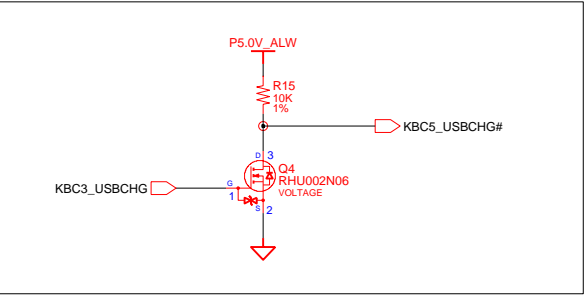 P5.0V_ALW
R15
10K
1%
KBC5_USBCHG#
D 3
Q4
RHU002N06
VOLTAGE
KBC3_USBCHG
G
1
S 2